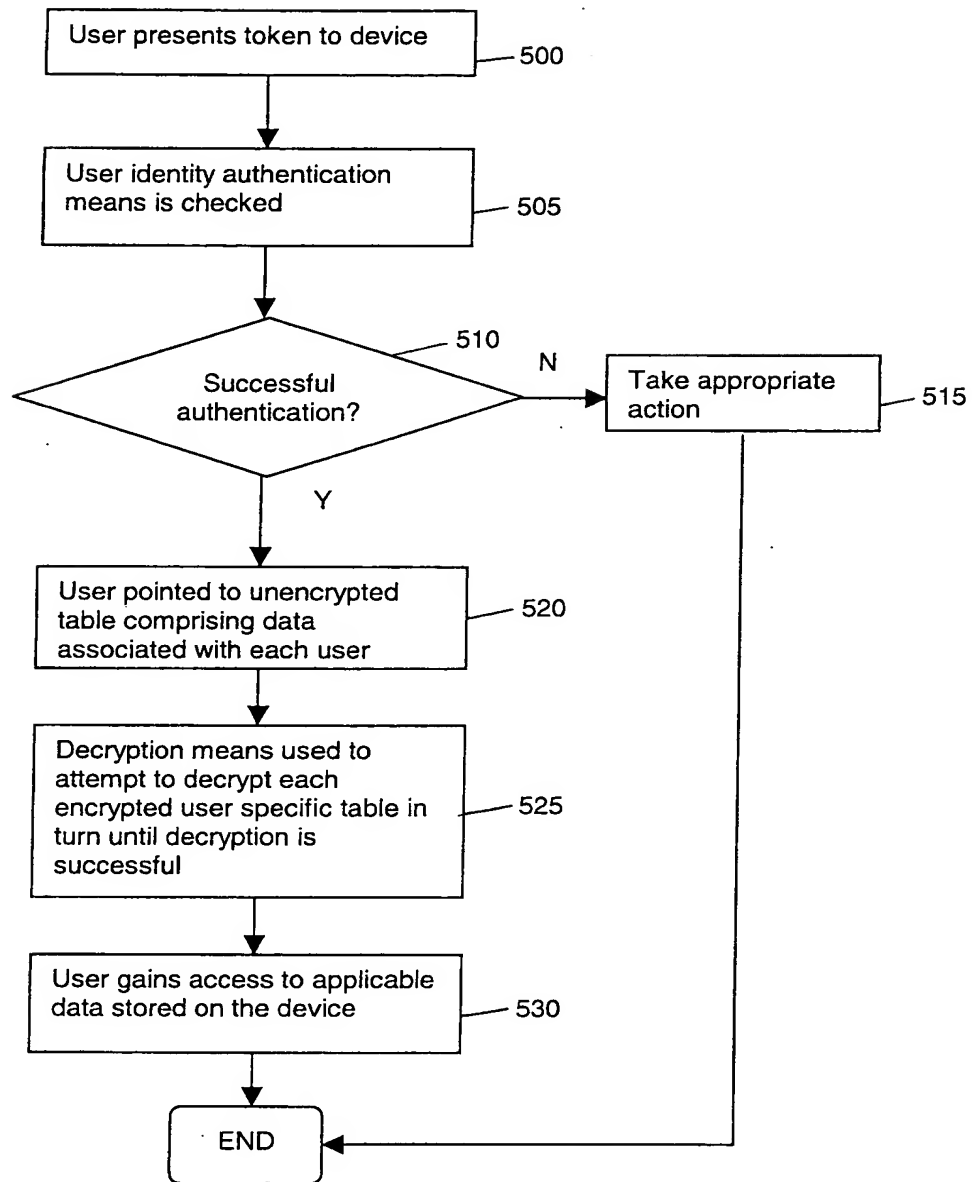 User presents token to device
500
User identity authentication
means is checked
505
510
Successful
authentication?
N
Take appropriate
action
515
Y
User pointed to unencrypted
table comprising data
associated with each user
520
Decryption means used to
attempt to decrypt each
encrypted user specific table in
turn until decryption is
successful
525
User gains access to applicable
data stored on the device
530
END